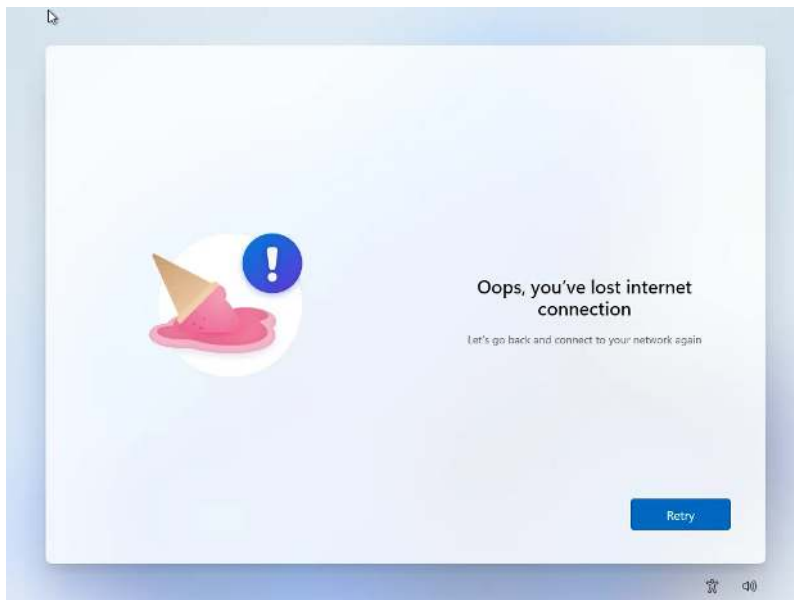 Oops, you've lost internet
connection
Let's go back and connect to your network again
Retry